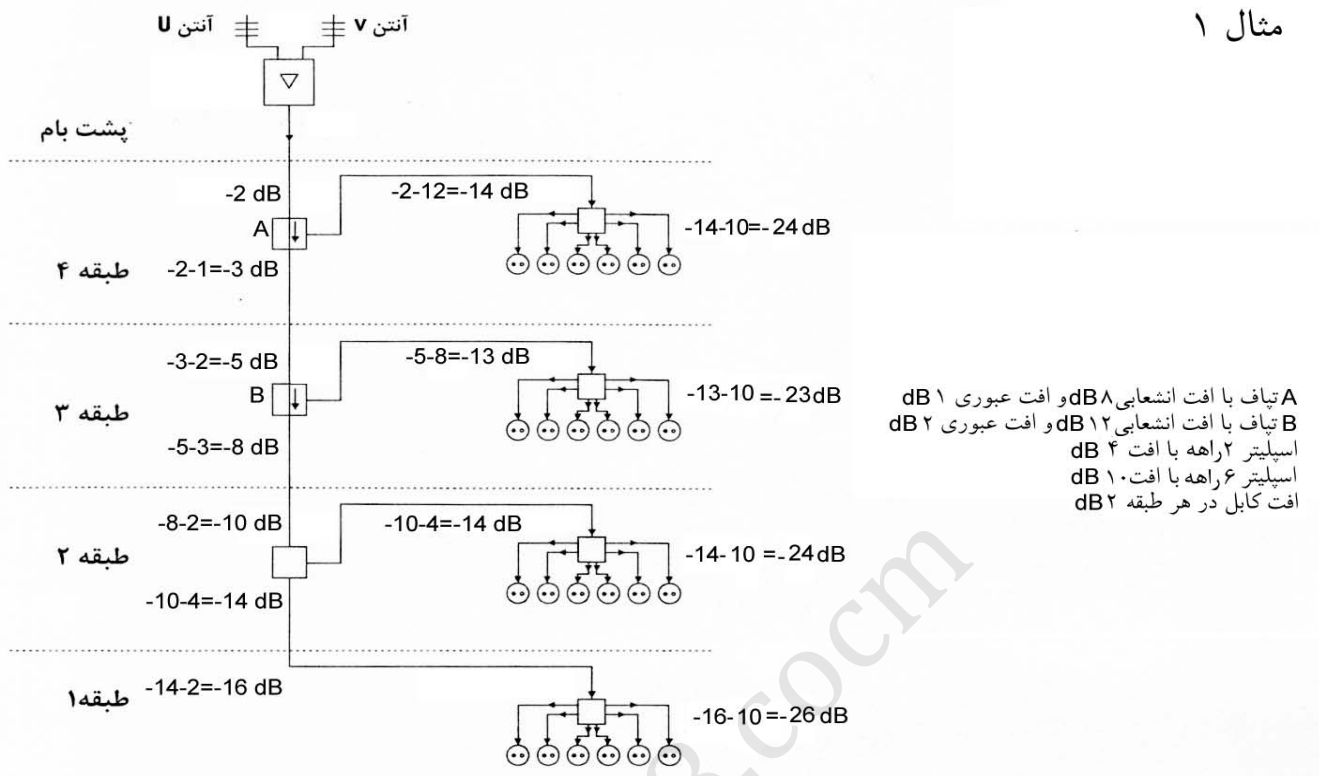 مثال ۱
آنتن U
آنتن V
پشت بام
-2 dB
-2-12=-14 dB
A
-14-10=-24 dB
طبقه ۴
-2-1=-3 dB
-3-2=-5 dB
-5-8=-13 dB
B
-13-10=-23dB
طبقه ۳
-5-3=-8 dB
A تپاف با افت انشعابی ۸ dB و افت عبوری ۱ dB
B تپاف با افت انشعابی ۱۲ dB و افت عبوری ۲ dB
اسپلیتر ۲راهه با افت ۴ dB
اسپلیتر ۶راهه با افت ۱۰ dB
افت کابل در هر طبقه ۲ dB
-8-2=-10 dB
-10-4=-14 dB
طبقه ۲
-14-10=-24dB
-10-4=-14 dB
طبقه۱
-14-2=-16 dB
-16-10=-26 dB
3.cocm